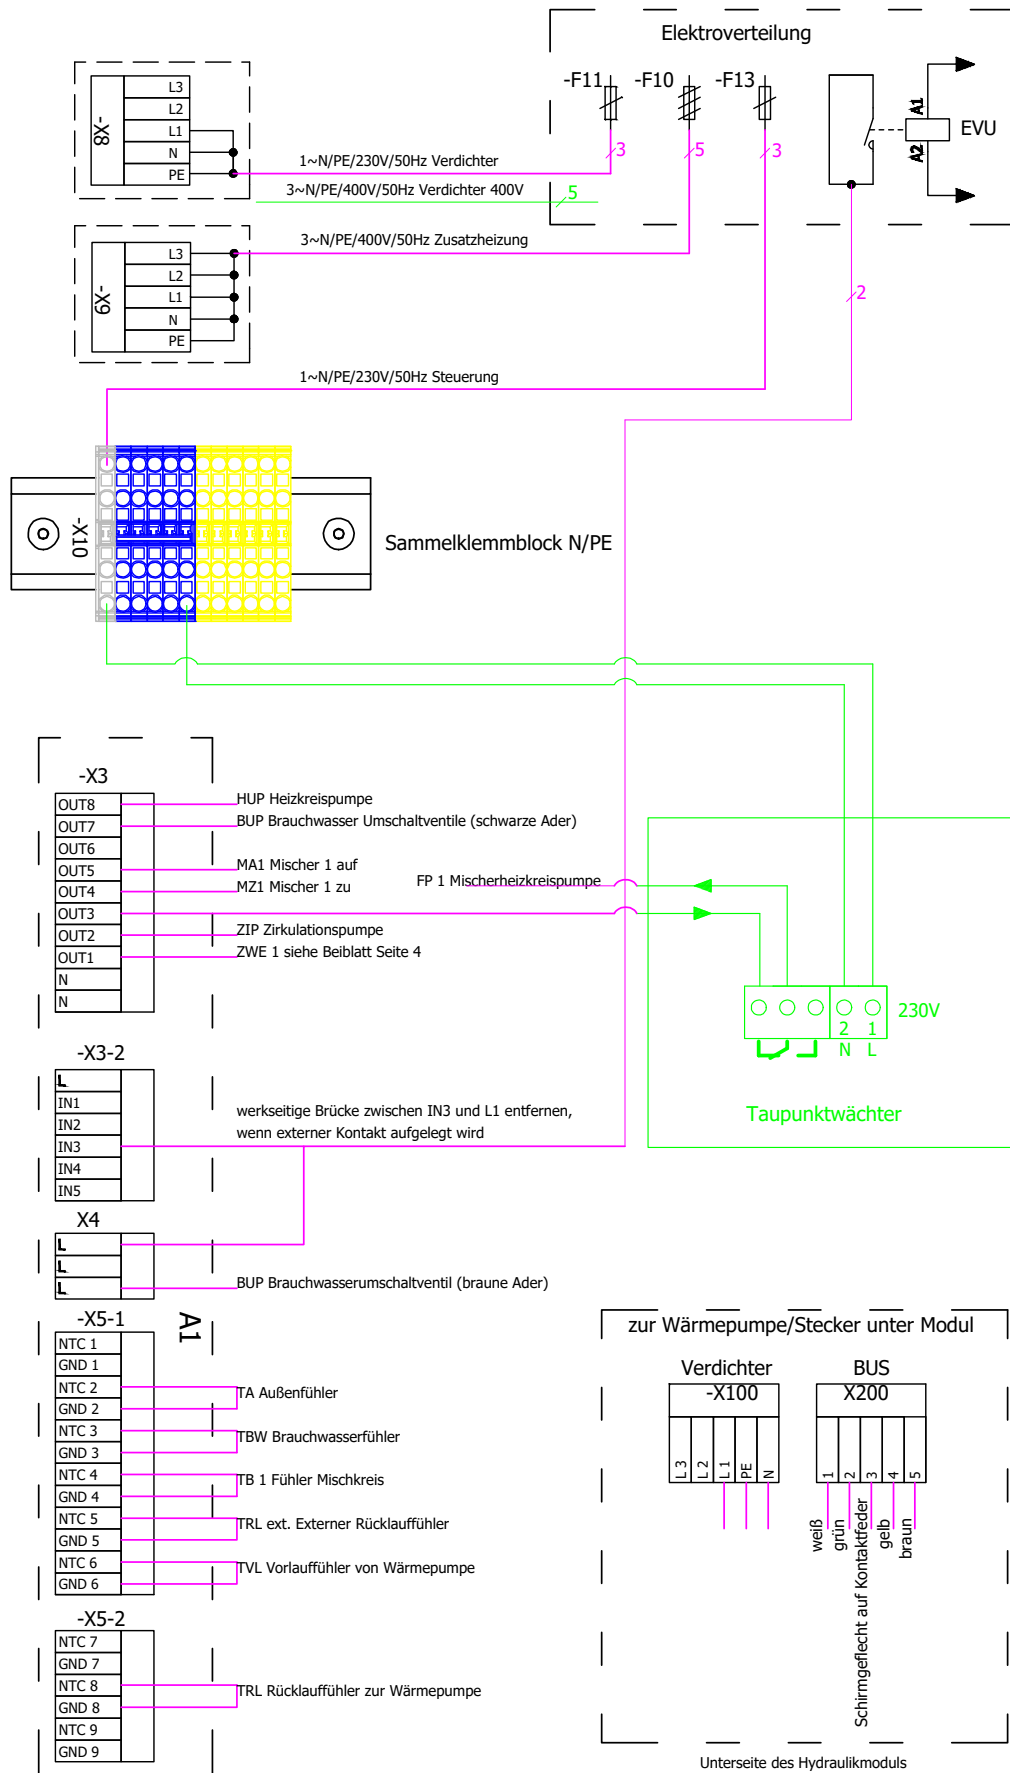 Elektroverteilung
-F11
-F10
-F13
A1
A2
EVU
3
5
3
2
-X8
L3
L2
L1
N
PE
1~N/PE/230V/50Hz Verdichter
3~N/PE/400V/50Hz Verdichter 400V
5
-X9
L3
L2
L1
N
PE
3~N/PE/400V/50Hz Zusatzheizung
1~N/PE/230V/50Hz Steuerung
-X10
Sammelklemmblock N/PE
-X3
OUT8
OUT7
OUT6
OUT5
OUT4
OUT3
OUT2
OUT1
N
N
HUP Heizkreispumpe
BUP Brauchwasser Umschaltventile (schwarze Ader)
MA1 Mischer 1 auf
MZ1 Mischer 1 zu
FP 1 Mischerheizkreispumpe
ZIP Zirkulationspumpe
ZWE 1 siehe Beiblatt Seite 4
2
1
N
L
230V
Taupunktwächter
-X3-2
L
IN1
IN2
IN3
IN4
IN5
werkseitige Brücke zwischen IN3 und L1 entfernen,
wenn externer Kontakt aufgelegt wird
X4
L
L
L
BUP Brauchwasserumschaltventil (braune Ader)
A1
-X5-1
NTC 1
GND 1
NTC 2
GND 2
NTC 3
GND 3
NTC 4
GND 4
NTC 5
GND 5
NTC 6
GND 6
TA Außenfühler
TBW Brauchwasserfühler
TB 1 Fühler Mischkreis
TRL ext. Externer Rücklauffühler
TVL Vorlauffühler von Wärmepumpe
-X5-2
NTC 7
GND 7
NTC 8
GND 8
NTC 9
GND 9
TRL Rücklauffühler zur Wärmepumpe
zur Wärmepumpe/Stecker unter Modul
Verdichter
-X100
L 3
L 2
L 1
PE
N
BUS
X200
1
2
3
4
5
weiß
grün
Schirmgeflecht auf Kontaktfeder
gelb
braun
Unterseite des Hydraulikmoduls